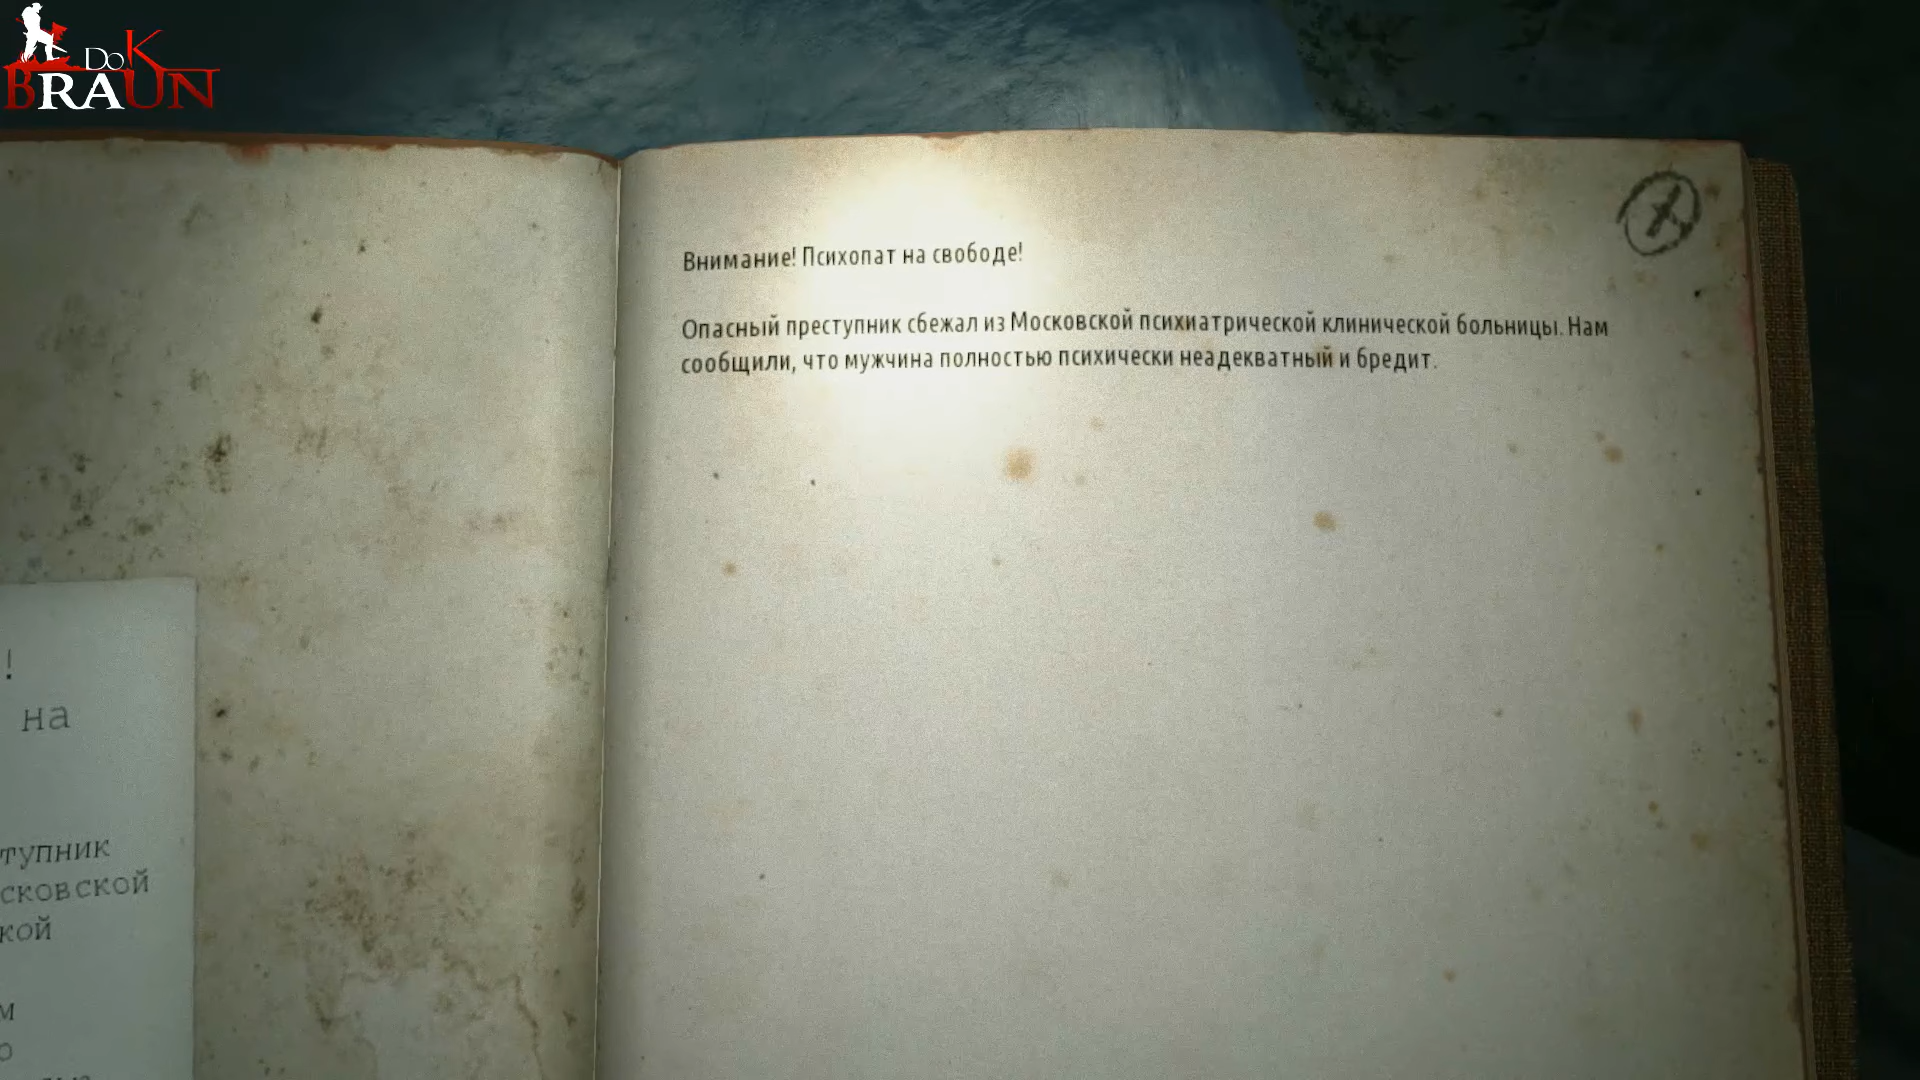 DoK
BRAUN
Внимание! Психопат на свободе!
Опасный преступник сбежал из Московской психиатрической клинической больницы. Нам
сообщили, что мужчина полностью психически неадекватный и бредит.
!
на
тупник
сковской
кой
м
о